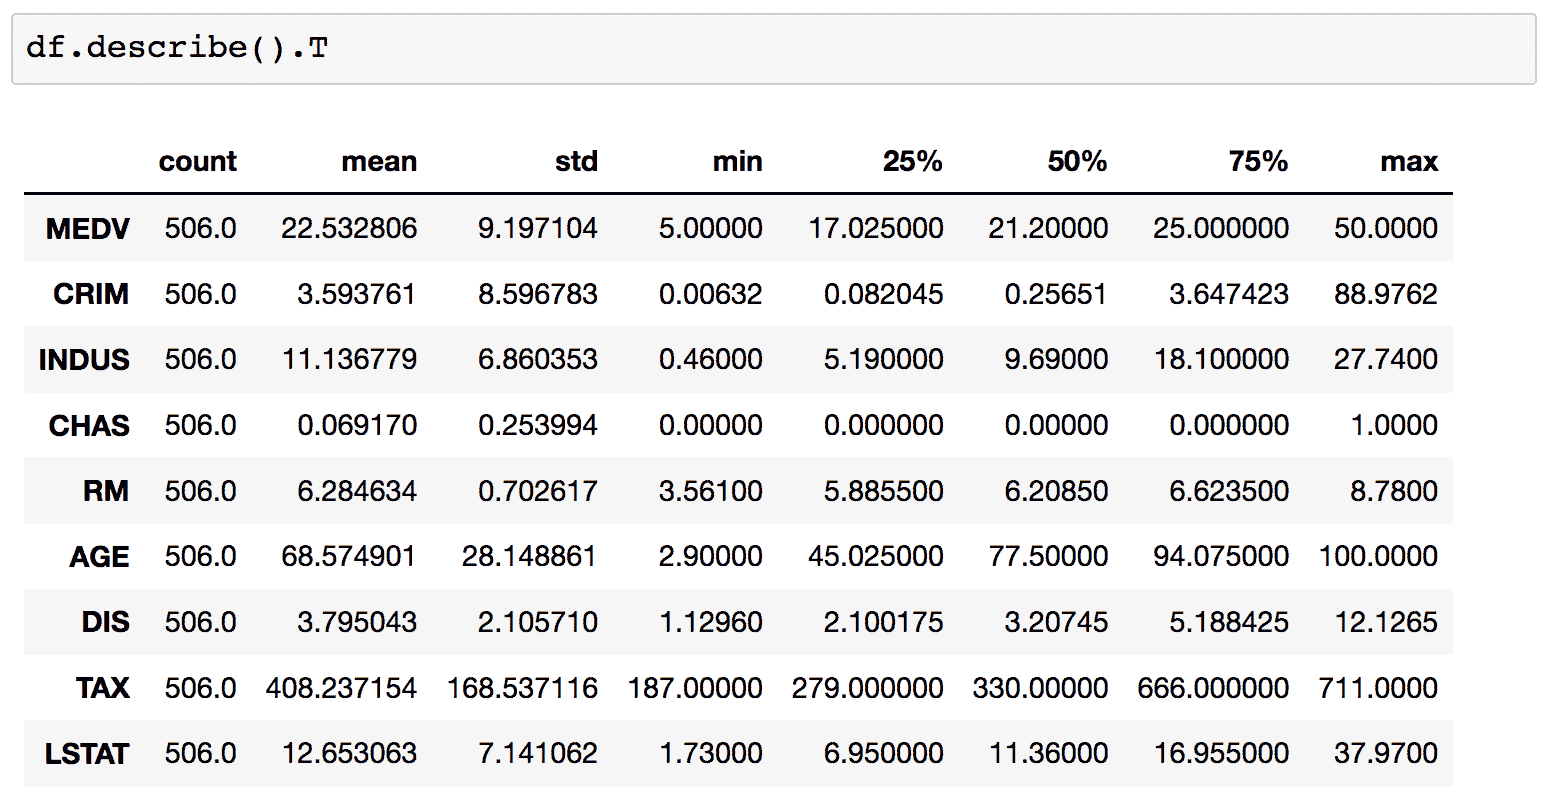 df.describe().T
count mean std min 25% 50% 75% max
MEDV 506.0 22.532806 9.197104 5.00000 17.025000 21.20000 25.000000 50.0000
CRIM 506.0 3.593761 8.596783 0.00632 0.082045 0.25651 3.647423 88.9762
INDUS 506.0 11.136779 6.860353 0.46000 5.190000 9.69000 18.100000 27.7400
CHAS 506.0 0.069170 0.253994 0.00000 0.000000 0.00000 0.000000 1.0000
RM 506.0 6.284634 0.702617 3.56100 5.885500 6.20850 6.623500 8.7800
AGE 506.0 68.574901 28.148861 2.90000 45.025000 77.50000 94.075000 100.0000
DIS 506.0 3.795043 2.105710 1.12960 2.100175 3.20745 5.188425 12.1265
TAX 506.0 408.237154 168.537116 187.00000 279.000000 330.00000 666.000000 711.0000
LSTAT 506.0 12.653063 7.141062 1.73000 6.950000 11.36000 16.955000 37.9700